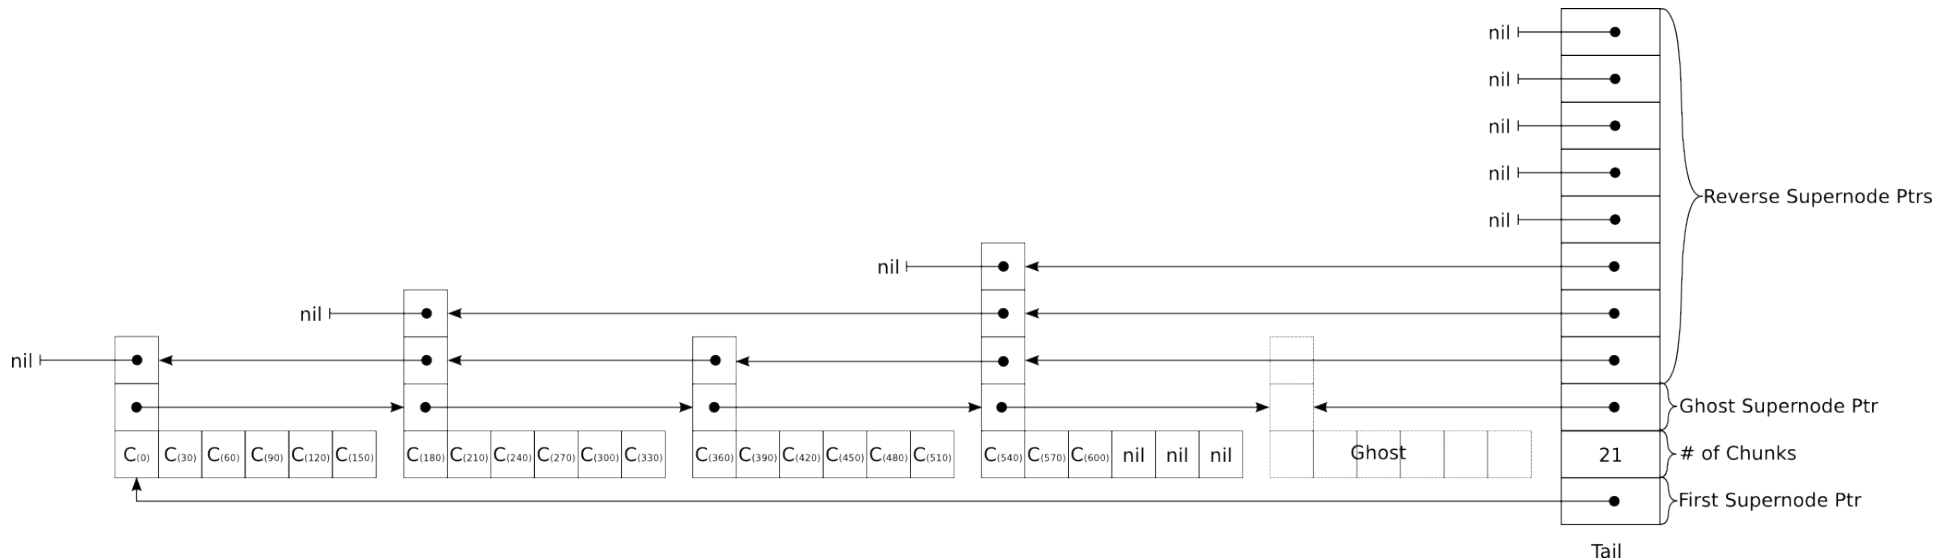 nil
nil
nil
nil
Reverse Supernode Ptrs
nil
nil
nil
nil
Ghost Supernode Ptr
C(0) C(30) C(60) C(90) C(120) C(150) C(180) C(210) C(240) C(270) C(300) C(330) C(360) C(390) C(420) C(450) C(480) C(510) C(540) C(570) C(600) nil nil nil Ghost 21 # of Chunks
First Supernode Ptr
Tail